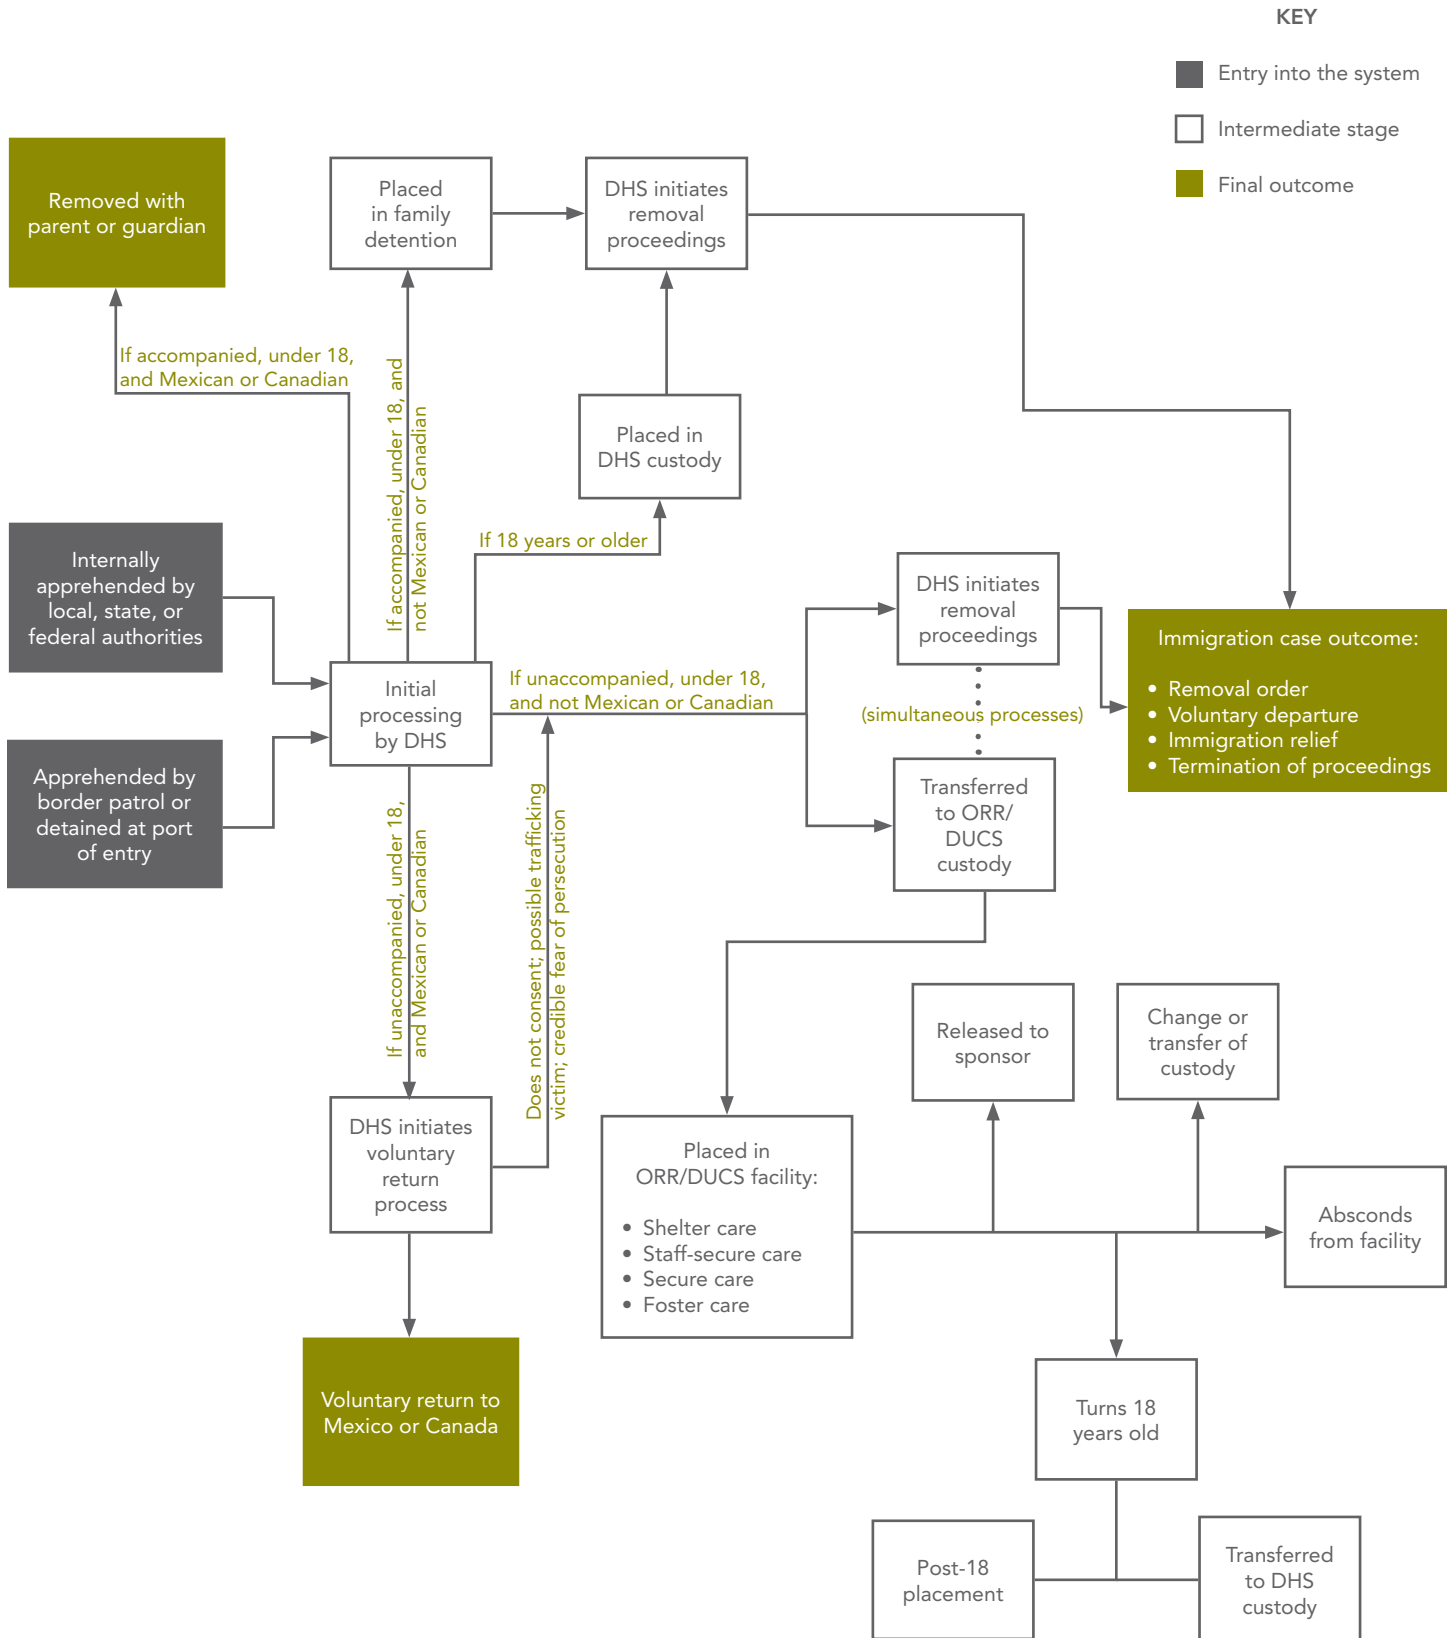 KEY
Entry into the system
Intermediate stage
Final outcome
Removed with
parent or guardian
Placed
in family
detention
DHS initiates
removal
proceedings
If accompanied, under 18,
and Mexican or Canadian
If accompanied, under 18, and
not Mexican or Canadian
Placed in
DHS custody
If 18 years or older
Internally
apprehended by
local, state, or
federal authorities
Apprehended by
border patrol or
detained at port
of entry
Initial
processing
by DHS
If unaccompanied, under 18,
and not Mexican or Canadian
DHS initiates
removal
proceedings
(simultaneous processes)
Transferred
to ORR/
DUCS
custody
Immigration case outcome:
• Removal order
• Voluntary departure
• Immigration relief
• Termination of proceedings
If unaccompanied, under 18,
and Mexican or Canadian
Does not consent; possible trafficking
victim; credible fear of persecution
DHS initiates
voluntary
return
process
Voluntary return to
Mexico or Canada
Placed in
ORR/DUCS facility:
• Shelter care
• Staff-secure care
• Secure care
• Foster care
Released to
sponsor
Change or
transfer of
custody
Absconds
from facility
Turns 18
years old
Post-18
placement
Transferred
to DHS
custody